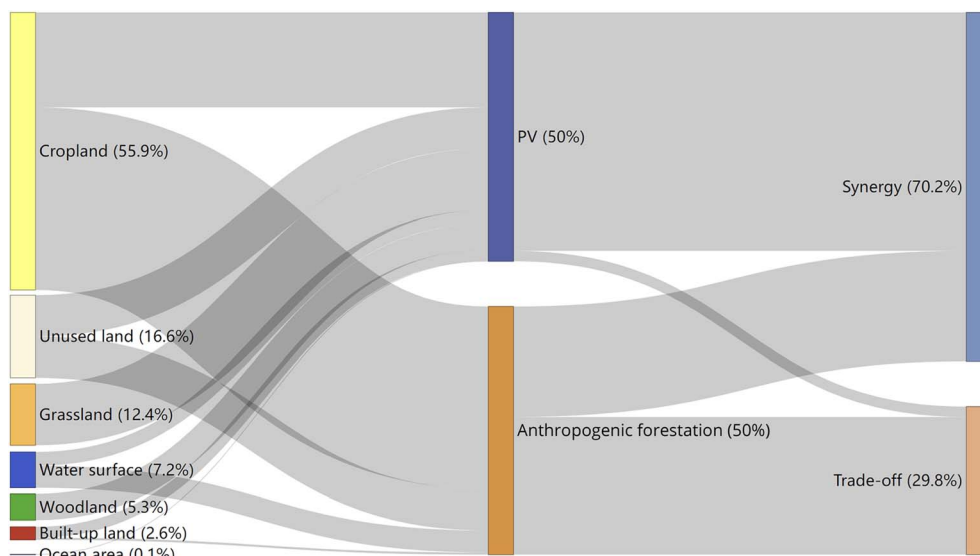 Cropland (55.9%)
Unused land (16.6%)
Grassland (12.4%)
Water surface (7.2%)
Woodland (5.3%)
Built-up land (2.6%)
Ocean area (0.1%)
PV (50%)
Anthropogenic forestation (50%)
Synergy (70.2%)
Trade-off (29.8%)